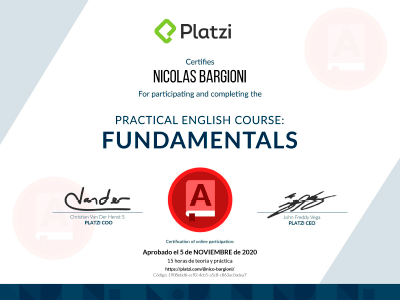 Platzi
Certifies
NICOLAS BARGIONI
For participating and completing the
PRACTICAL ENGLISH COURSE:
FUNDAMENTALS
A
Christian Van Der Henst S
PLATZI COO
John Freddy Vega
PLATZI CEO
Certification of online participation:
Aprobado el 5 de NOVIEMBRE de 2020
15 horas de teoría y práctica
https://platzi.com/@nico-bargioni/
Código: